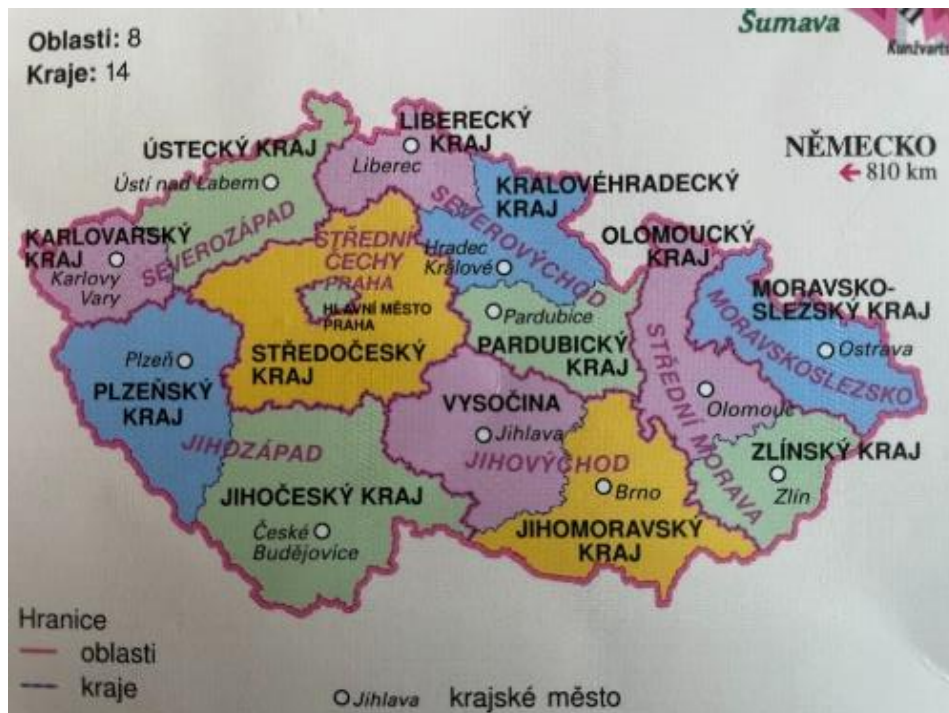 Oblasti: 8
Kraje: 14
Šumava
Kunžvarts
NĚMECKO
← 810 km
LIBERECKÝ
KRAJ
Liberec
ÚSTECKÝ KRAJ
Ústí nad Labem
SEVEROZÁPAD
KARLOVARSKÝ
KRAJ
Karlovy
Vary
KRALOVÉHRADECKÝ
KRAJ
SEVEROVÝCHOD
Hradec
Králové
STŘEDNÍ
ČECHY
PRAHA
HLAVNÍ MĚSTO
PRAHA
STŘEDOČESKÝ
KRAJ
Pardubice
PARDUBICKÝ
KRAJ
OLOMOUCKÝ
KRAJ
Olomouc
STŘEDNÍ MORAVA
MORAVSKO-
SLEZSKÝ KRAJ
MORAVSKOSLEZSKO
Ostrava
Plzeň
PLZEŇSKÝ
KRAJ
JIHOZÁPAD
JIHOČESKÝ KRAJ
České
Budějovice
VYSOČINA
Jihlava
JIHOVÝCHOD
Brno
JIHOMORAVSKÝ
KRAJ
ZLÍNSKÝ KRAJ
Zlín
Hranice
oblasti
kraje
Jihlava krajské město